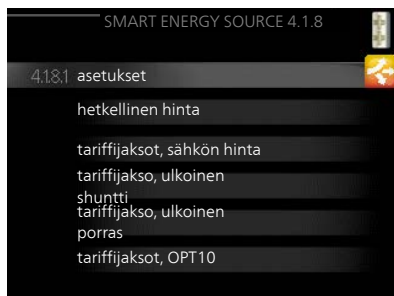 SMART ENERGY SOURCE 4.1.8
4.1.8.1 asetukset
hetkellinen hinta
tariffijaksot, sähkön hinta
tariffijakso, ulkoinen
shuntti
tariffijakso, ulkoinen
porras
tariffijaksot, OPT10